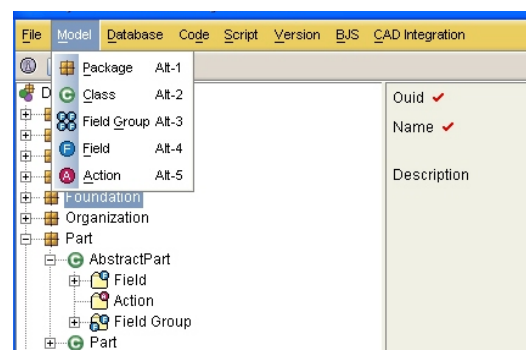 File Model Database Code Script Version BJS CAD Integration
Package Alt-1
Class Alt-2
Field Group Alt-3
Field Alt-4
Action Alt-5
D
Foundation
Organization
Part
AbstractPart
Field
Action
Field Group
Part
Ouid
Name
Description